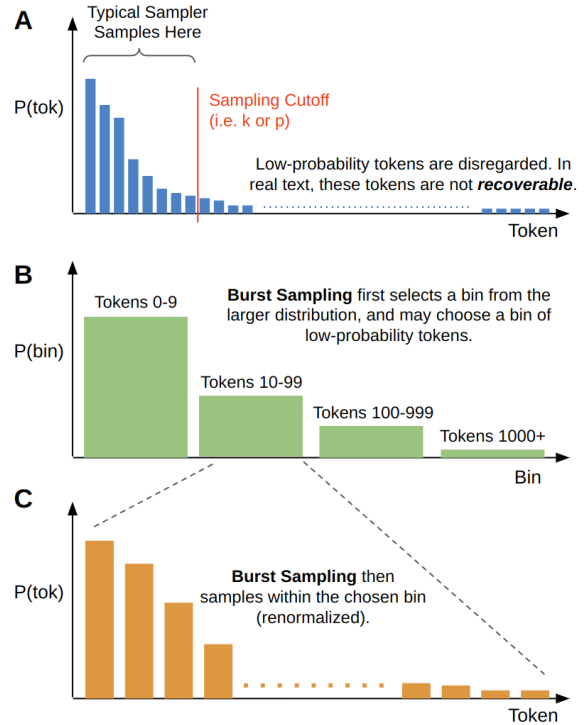 A
Typical Sampler
Samples Here
P(tok)
Sampling Cutoff
(i.e. k or p)
Low-probability tokens are disregarded. In
real text, these tokens are not recoverable.
Token
B
Tokens 0-9
Burst Sampling first selects a bin from the
larger distribution, and may choose a bin of
low-probability tokens.
P(bin)
Tokens 10-99
Tokens 100-999
Tokens 1000+
Bin
C
P(tok)
Burst Sampling then
samples within the chosen bin
(renormalized).
Token